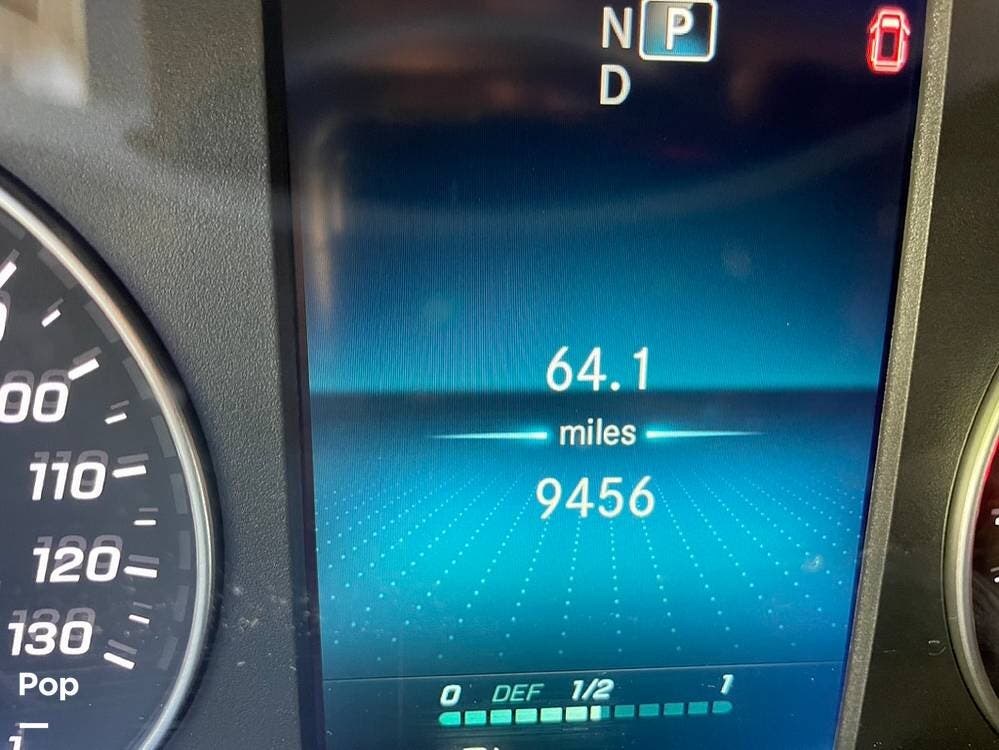 N P
D
64.1
miles
9456
0 DEF 1/2 1
00
110
120
130
Pop